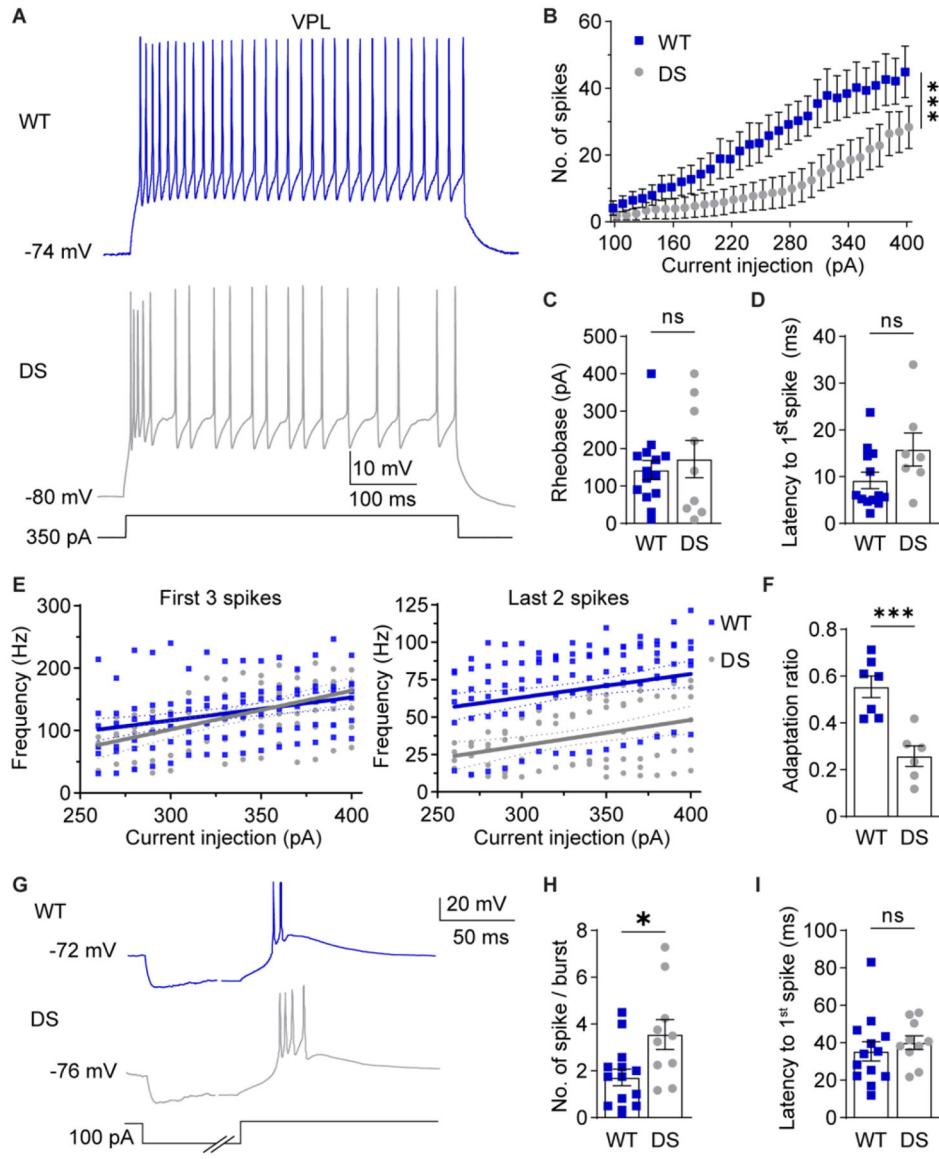 A
VPL
WT
-74 mV
DS
-80 mV
10 mV
100 ms
350 pA
B
WT
DS
No. of spikes
60
40
20
0
100 160 220 280 340 400
Current injection (pA)
***
C
ns
Rheobase (pA)
500
400
300
200
100
0
WT DS
D
ns
Latency to 1st spike (ms)
40
30
20
10
0
WT DS
E
First 3 spikes
Frequency (Hz)
300
200
100
0
250 300 350 400
Current injection (pA)
Last 2 spikes
Frequency (Hz)
125
100
75
50
25
0
250 300 350 400
Current injection (pA)
WT
DS
F
***
Adaptation ratio
0.8
0.6
0.4
0.2
0
WT DS
G
WT
-72 mV
20 mV
50 ms
DS
-76 mV
100 pA
H
*
No. of spike / burst
8
6
4
2
0
WT DS
I
ns
Latency to 1st spike (ms)
100
80
60
40
20
0
WT DS